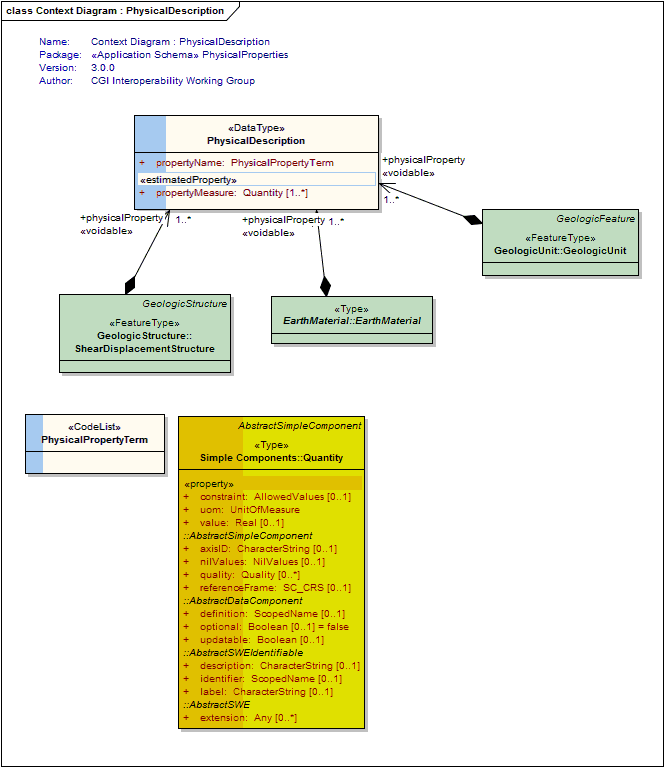 class Context Diagram : PhysicalDescription
Name: Context Diagram : PhysicalDescription
Package: «Application Schema» PhysicalProperties
Version: 3.0.0
Author: CGI Interoperability Working Group
«DataType»
PhysicalDescription
+ propertyName: PhysicalPropertyTerm
«estimatedProperty»
+ propertyMeasure: Quantity [1..*]
+physicalProperty
«voidable»
1..*
+physicalProperty
«voidable»
1..*
+physicalProperty
«voidable»
1..*
GeologicFeature
«FeatureType»
GeologicUnit::GeologicUnit
GeologicStructure
«FeatureType»
GeologicStructure::
ShearDisplacementStructure
«Type»
EarthMaterial::EarthMaterial
«CodeList»
PhysicalPropertyTerm
AbstractSimpleComponent
«Type»
Simple Components::Quantity
«property»
+ constraint: AllowedValues [0..1]
+ uom: UnitOfMeasure
+ value: Real [0..1]
::AbstractSimpleComponent
+ axisID: CharacterString [0..1]
+ nilValues: NilValues [0..1]
+ quality: Quality [0..*]
+ referenceFrame: SC_CRS [0..1]
::AbstractDataComponent
+ definition: ScopedName [0..1]
+ optional: Boolean [0..1] = false
+ updatable: Boolean [0..1]
::AbstractSWEIdentifiable
+ description: CharacterString [0..1]
+ identifier: ScopedName [0..1]
+ label: CharacterString [0..1]
::AbstractSWE
+ extension: Any [0..*]